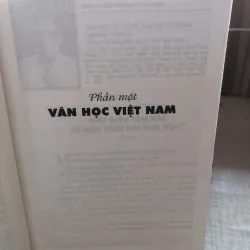 Phần một
VĂN HỌC VIỆT NAM